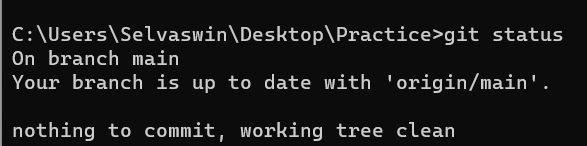 C:\Users\Selvaswin\Desktop\Practice>git status
On branch main
Your branch is up to date with 'origin/main'.
nothing to commit, working tree clean